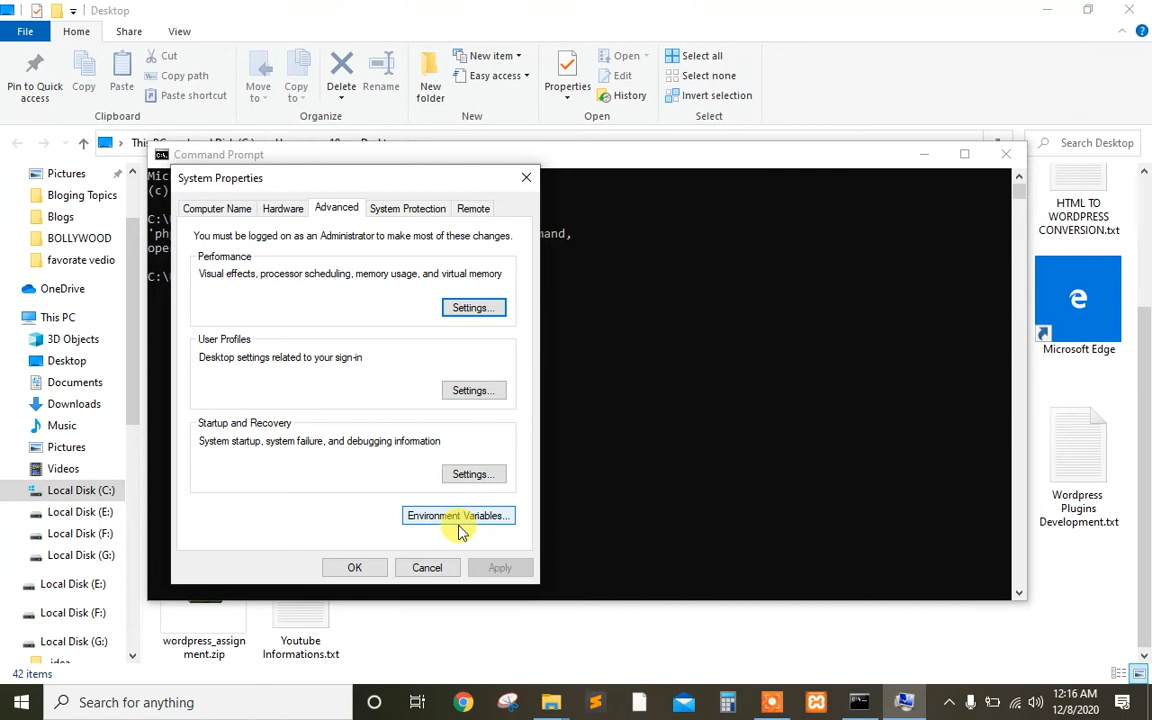 Desktop
File Home Share View
Pin to Quick access
Copy
Paste
Cut
Copy path
Paste shortcut
Clipboard
Move to
Copy to
Delete
Rename
Organize
New folder
New item
Easy access
New
Properties
Open
Edit
History
Open
Select all
Select none
Invert selection
Select
Search Desktop
Pictures
Bloging Topics
Blogs
BOLLYWOOD
favorate vedio
OneDrive
This PC
3D Objects
Desktop
Documents
Downloads
Music
Pictures
Videos
Local Disk (C:)
Local Disk (E:)
Local Disk (F:)
Local Disk (G:)
Local Disk (E:)
Local Disk (F:)
Local Disk (G:)
42 items
Command Prompt
Mic
(c)
C:\
'ph mand,
ope
C:\
System Properties
Computer Name Hardware Advanced System Protection Remote
You must be logged on as an Administrator to make most of these changes.
Performance
Visual effects, processor scheduling, memory usage, and virtual memory
Settings...
User Profiles
Desktop settings related to your sign-in
Settings...
Startup and Recovery
System startup, system failure, and debugging information
Settings...
Environment Variables...
OK Cancel Apply
HTML TO
WORDPRESS
CONVERSION.txt
Microsoft Edge
Wordpress
Plugins
Development.txt
wordpress_assign
ment.zip
Youtube
Informations.txt
Search for anything
12:16 AM
12/8/2020